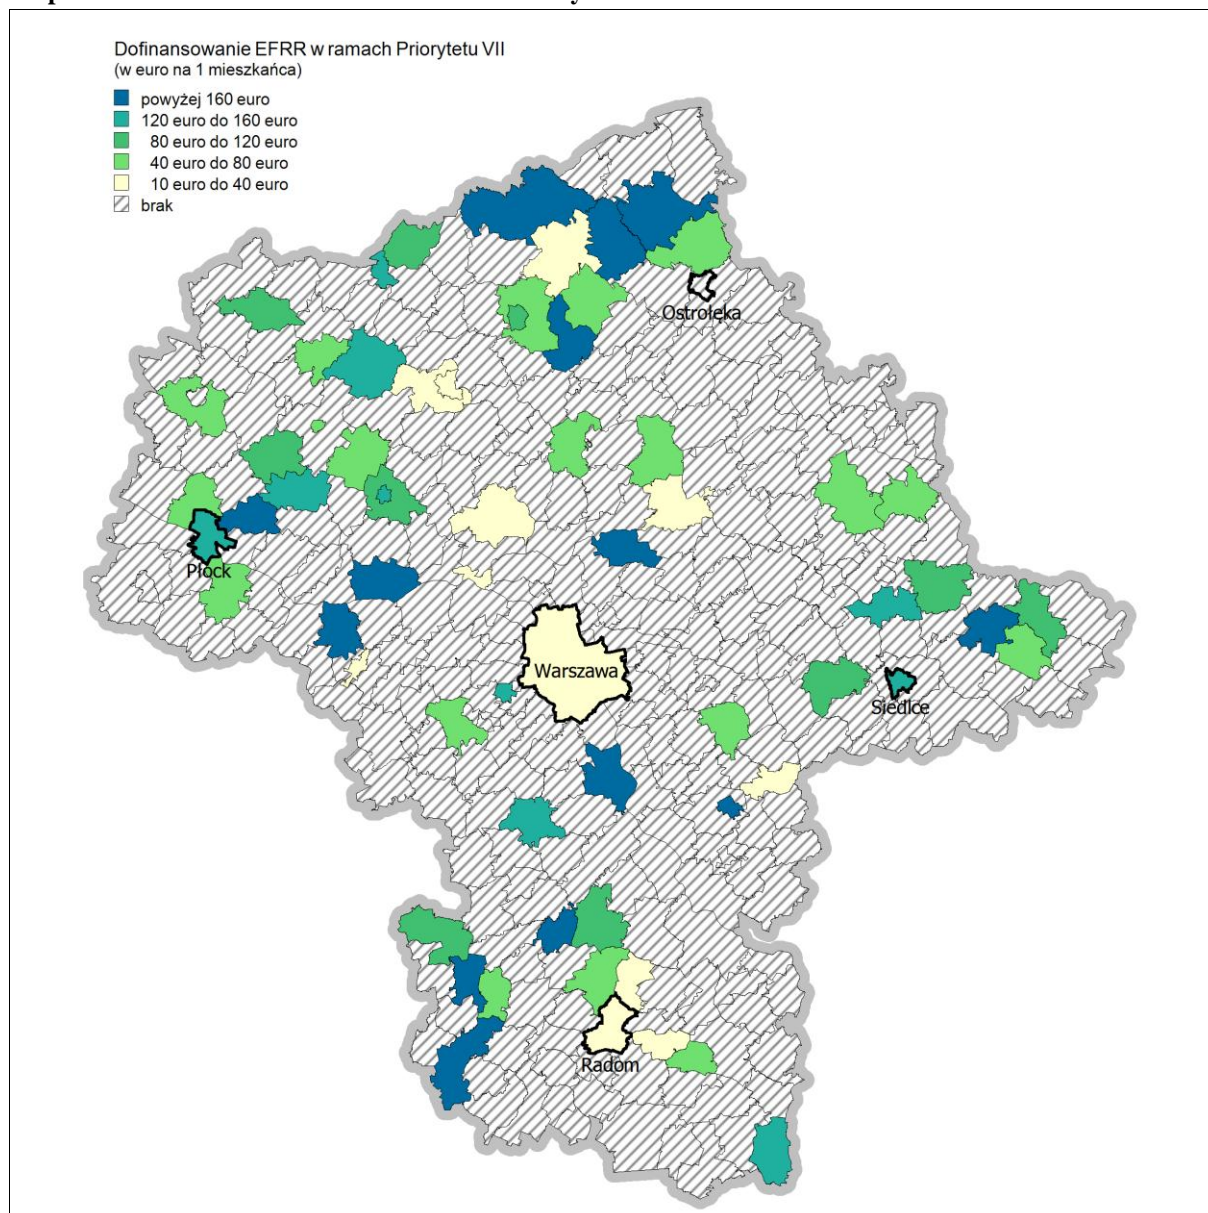 Dofinansowanie EFRR w ramach Priorytetu VII
(w euro na 1 mieszkańca)
powyżej 160 euro
120 euro do 160 euro
80 euro do 120 euro
40 euro do 80 euro
10 euro do 40 euro
brak
Ostrołęka
Płock
Warszawa
Siedlce
Radom